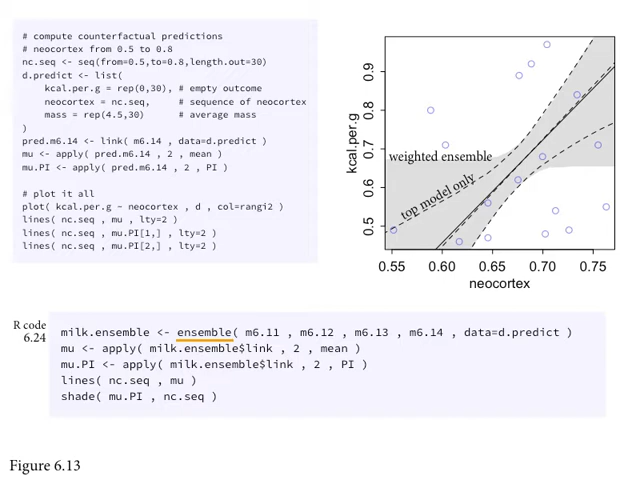 # compute counterfactual predictions
# neocortex from 0.5 to 0.8
nc.seq <- seq(from=0.5,to=0.8,length.out=30)
d.predict <- list(
    kcal.per.g = rep(0,30), # empty outcome
    neocortex = nc.seq,     # sequence of neocortex
    mass = rep(4.5,30)      # average mass
)
pred.m6.14 <- link( m6.14 , data=d.predict )
mu <- apply( pred.m6.14 , 2 , mean )
mu.PI <- apply( pred.m6.14 , 2 , PI )

# plot it all
plot( kcal.per.g ~ neocortex , d , col=rangi2 )
lines( nc.seq , mu , lty=2 )
lines( nc.seq , mu.PI[1,] , lty=2 )
lines( nc.seq , mu.PI[2,] , lty=2 )
kcal.per.g
0.9
0.8
0.7
0.6
0.5
weighted ensemble
top model only
0.55 0.60 0.65 0.70 0.75
neocortex
R code
6.24
milk.ensemble <- ensemble( m6.11 , m6.12 , m6.13 , m6.14 , data=d.predict )
mu <- apply( milk.ensemble$link , 2 , mean )
mu.PI <- apply( milk.ensemble$link , 2 , PI )
lines( nc.seq , mu )
shade( mu.PI , nc.seq )
Figure 6.13